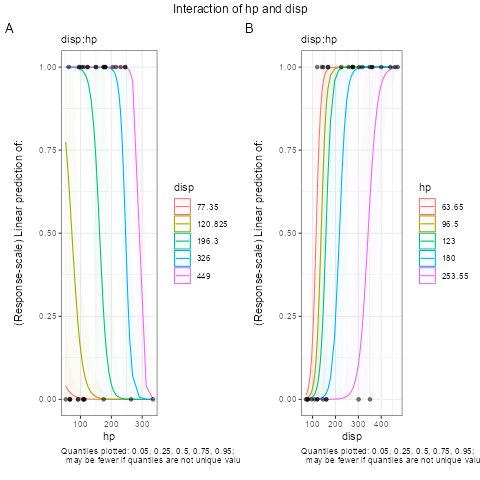 Interaction of hp and disp
A
disp:hp
(Response-scale) Linear prediction of:
1.00
0.75
0.50
0.25
0.00
100 200 300
hp
disp
77.35
120.825
196.3
326
449
Quantiles plotted: 0.05, 0.25, 0.5, 0.75, 0.95;
may be fewer if quantiles are not unique valu
B
disp:hp
(Response-scale) Linear prediction of:
1.00
0.75
0.50
0.25
0.00
100 200 300 400
disp
hp
63.65
96.5
123
180
253.55
Quantiles plotted: 0.05, 0.25, 0.5, 0.75, 0.95;
may be fewer if quantiles are not unique valu